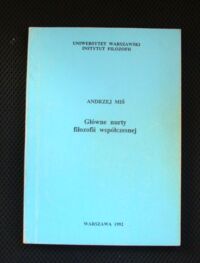 UNIWERSYTET WARSZAWSKI
INSTYTUT FILOZOFII
ANDRZEJ MIŚ
Główne nurty
filozofii współczesnej
WARSZAWA 1992